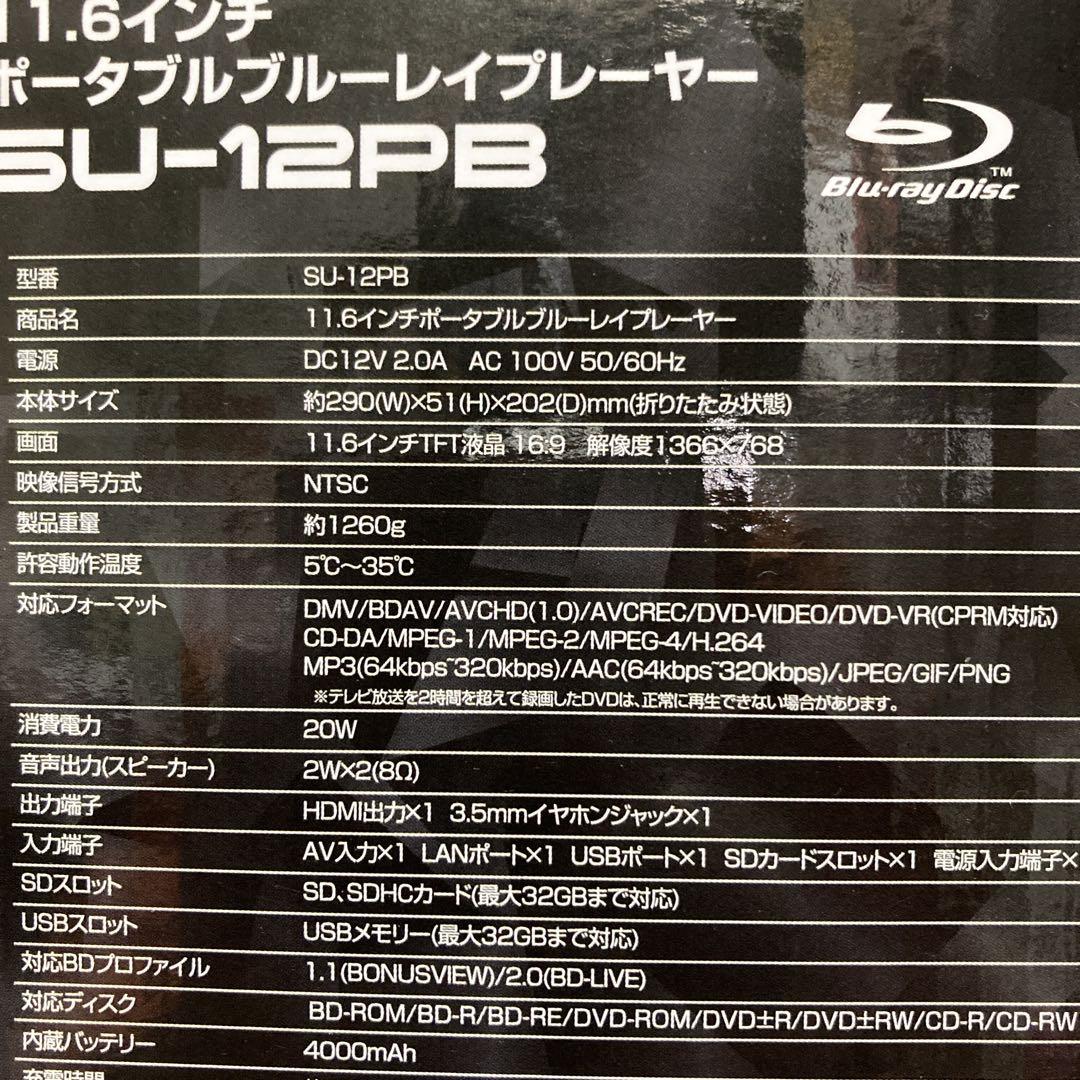 11.6インチ
ポータブルブルーレイプレーヤー
SU-12PB
Blu-ray Disc TM
型番 SU-12PB
商品名 11.6インチポータブルブルーレイプレーヤー
電源 DC12V 2.0A AC 100V 50/60Hz
本体サイズ 約290(W)×51(H)×202(D)mm(折りたたみ状態)
画面 11.6インチTFT液晶 16:9 解像度1366×768
映像信号方式 NTSC
製品重量 約1260g
許容動作温度 5℃～35℃
対応フォーマット DMV/BDAV/AVCHD(1.0)/AVCREC/DVD-VIDEO/DVD-VR(CPRM対応)
CD-DA/MPEG-1/MPEG-2/MPEG-4/H.264
MP3(64kbps~320kbps)/AAC(64kbps~320kbps)/JPEG/GIF/PNG
※テレビ放送を2時間を超えて録画したDVDは、正常に再生できない場合があります。
消費電力 20W
音声出力(スピーカー) 2W×2(8Ω)
出力端子 HDMI出力×1 3.5mmイヤホンジャック×1
入力端子 AV入力×1 LANポート×1 USBポート×1 SDカードスロット×1 電源入力端子×
SDスロット SD、SDHCカード(最大32GBまで対応)
USBスロット USBメモリー(最大32GBまで対応)
対応BDプロファイル 1.1(BONUSVIEW)/2.0(BD-LIVE)
対応ディスク BD-ROM/BD-R/BD-RE/DVD-ROM/DVD±R/DVD±RW/CD-R/CD-RW
内蔵バッテリー 4000mAh
充電時間